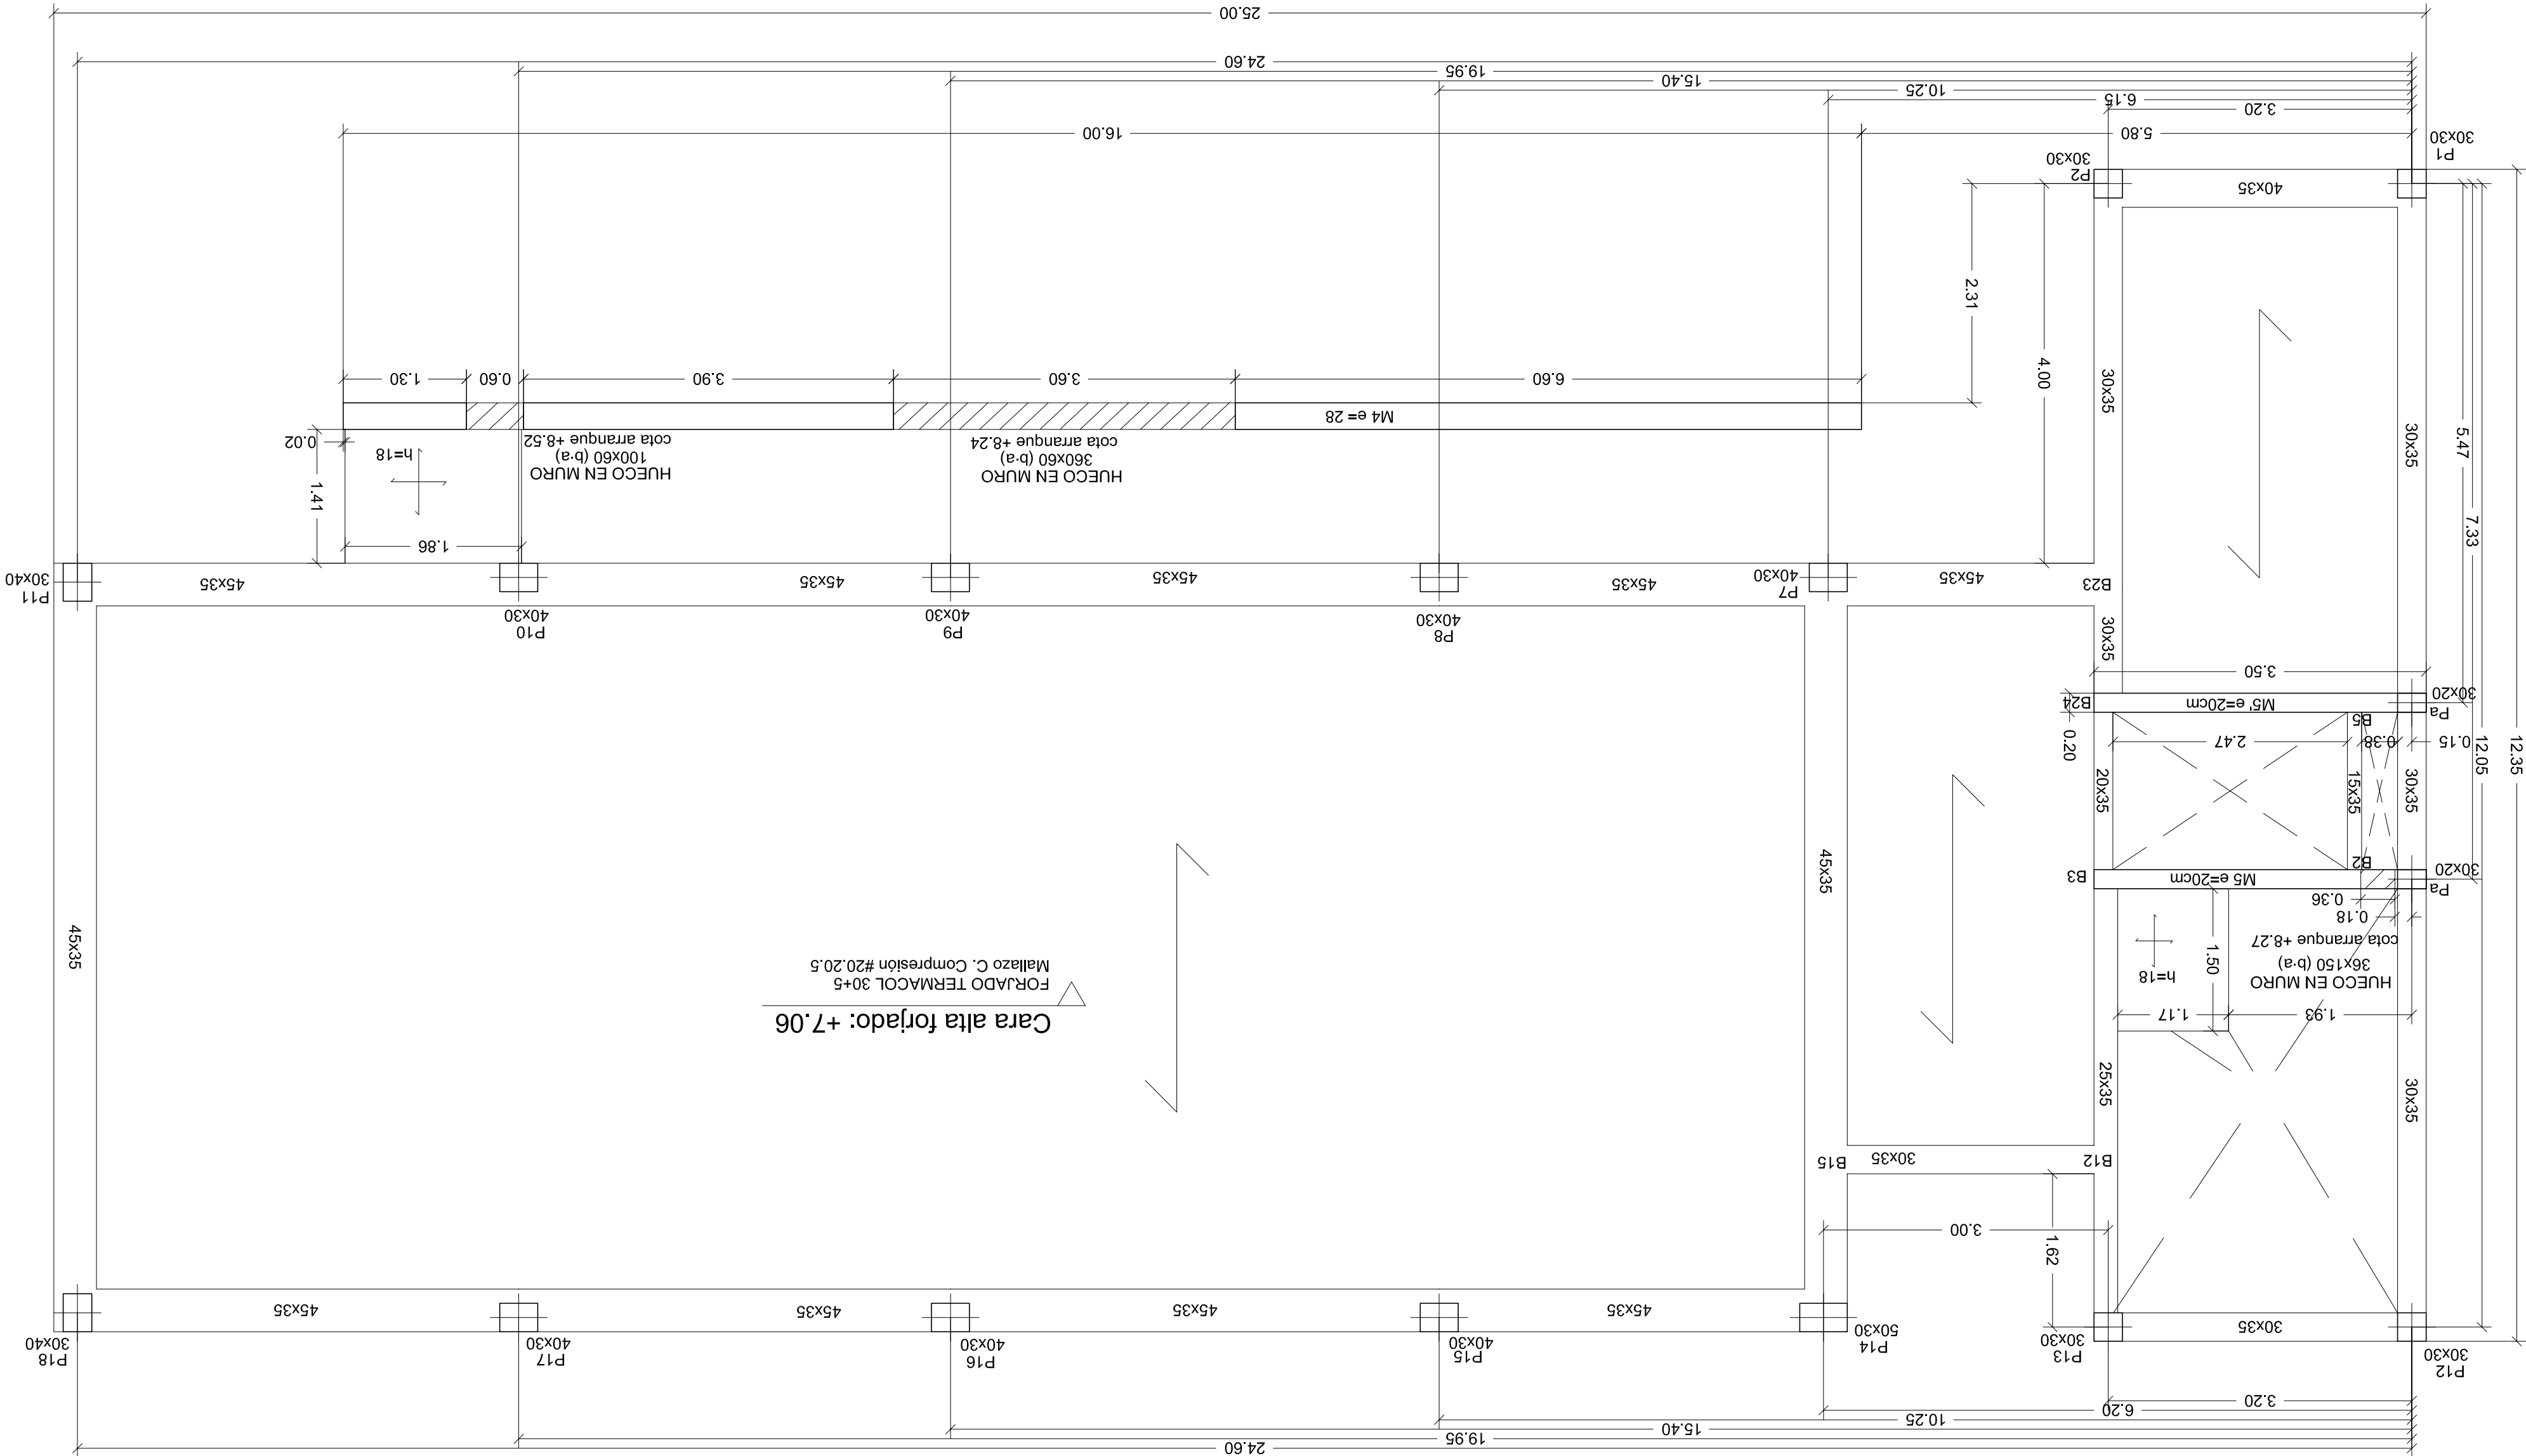 24.60
19.95
15.40
10.25
6.20
3.20
P12
30x30
30x35
P13
30x30
P14
50x30
P15
40x30
P16
40x30
P17
40x30
P18
30x40
45x35
45x35
45x35
45x35
1.62
3.00
B12
30x35
B15
30x35
25x35
1.93
1.17
Cara alta forjado: +7.06
FORJADO TERMACOL 30+5
Mallazo C. Compresión #20.20.5
HUECO EN MURO
36x150 (b·a)
cota arranque +8.27
h=18
1.50
45x35
0.18
0.36
Pa
30x20
M5 e=20cm
B3
B2
45x35
30x35
15x35
20x35
12.35
12.05
0.15
0.38
2.47
0.20
B5
Pa
30x20
M5' e=20cm
B24
3.50
30x35
P8
40x30
P9
40x30
P10
40x30
B23
45x35
P7
40x30
45x35
45x35
45x35
45x35
P11
30x40
7.33
1.86
1.41
HUECO EN MURO
360x60 (b·a)
cota arranque +8.24
HUECO EN MURO
100x60 (b·a)
cota arranque +8.52
h=18
0.02
5.47
30x35
30x35
M4 e= 28
4.00
6.60
3.60
3.90
0.60
1.30
2.31
40x35
P1
30x30
P2
30x30
5.80
16.00
3.20
6.15
10.25
15.40
19.95
24.60
25.00